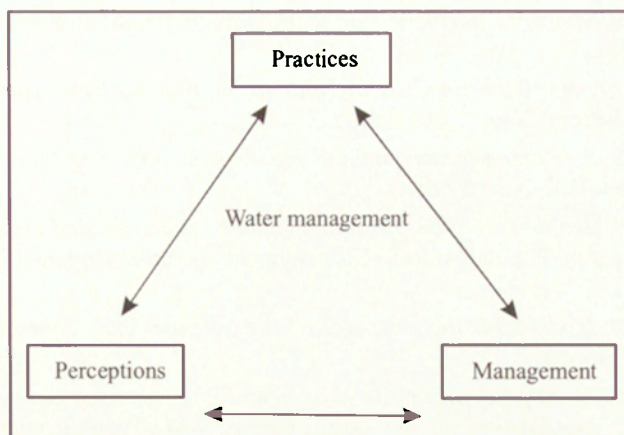 Practices
Water management
Perceptions
Management